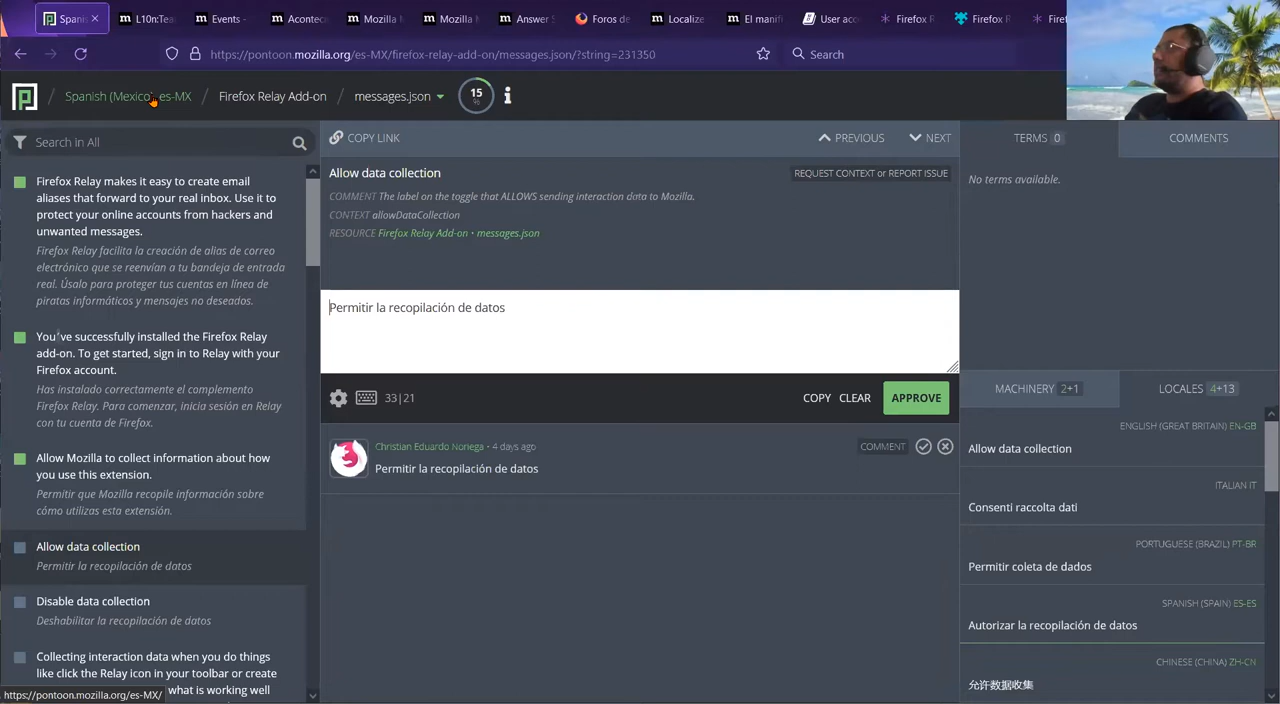 Spanis
L10n:Tea
Events -
Acontec
Mozilla
Mozilla
Answer S
Foros de
Localize
El manifi
User acc
Firefox R
Firefox R
Firef
https://pontoon.mozilla.org/es-MX/firefox-relay-add-on/messages.json/?string=231350
Search
Spanish (Mexico) es-MX / Firefox Relay Add-on / messages.json
15
%
Search in All
COPY LINK
PREVIOUS
NEXT
TERMS 0
COMMENTS
Firefox Relay makes it easy to create email
aliases that forward to your real inbox. Use it to
protect your online accounts from hackers and
unwanted messages.
Firefox Relay facilita la creación de alias de correo
electrónico que se reenvían a tu bandeja de entrada
real. Úsalo para proteger tus cuentas en línea de
piratas informáticos y mensajes no deseados.
You've successfully installed the Firefox Relay
add-on. To get started, sign in to Relay with your
Firefox account.
Has instalado correctamente el complemento
Firefox Relay. Para comenzar, inicia sesión en Relay
con tu cuenta de Firefox.
Allow Mozilla to collect information about how
you use this extension.
Permitir que Mozilla recopile información sobre
cómo utilizas esta extensión.
Allow data collection
Permitir la recopilación de datos
Disable data collection
Deshabilitar la recopilación de datos
Collecting interaction data when you do things
like click the Relay icon in your toolbar or create
what is working well
https://pontoon.mozilla.org/es-MX/
Allow data collection
REQUEST CONTEXT or REPORT ISSUE
COMMENT The label on the toggle that ALLOWS sending interaction data to Mozilla.
CONTEXT allowDataCollection
RESOURCE Firefox Relay Add-on • messages.json
Permitir la recopilación de datos
33|21
COPY
CLEAR
APPROVE
Christian Eduardo Noriega • 4 days ago
COMMENT
Permitir la recopilación de datos
No terms available.
MACHINERY 2+1
LOCALES 4+13
ENGLISH (GREAT BRITAIN) EN-GB
Allow data collection
ITALIAN IT
Consenti raccolta dati
PORTUGUESE (BRAZIL) PT-BR
Permitir coleta de dados
SPANISH (SPAIN) ES-ES
Autorizar la recopilación de datos
CHINESE (CHINA) ZH-CN
允许数据收集